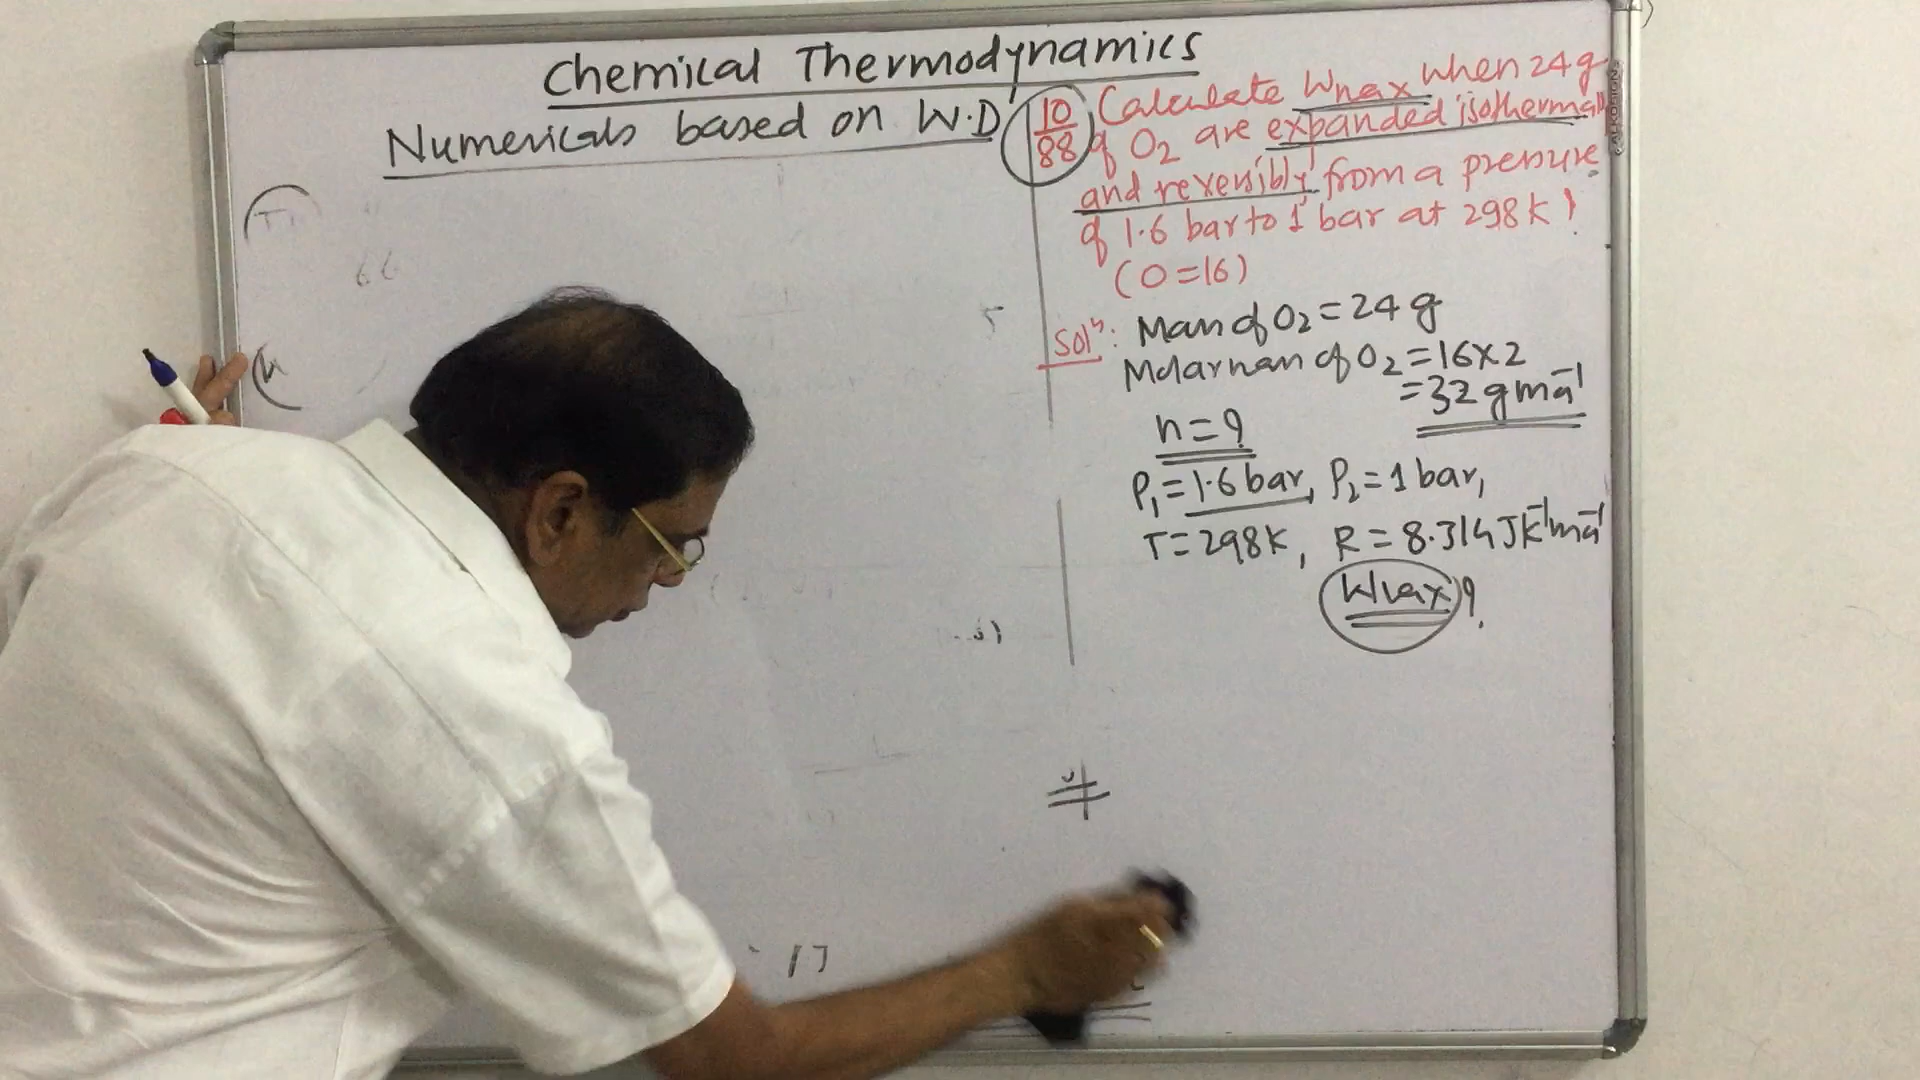 Chemical Thermodynamics
Numericals based on W.D
10/88 Calculate Wmax when 24 g
of O2 are expanded isothermally
and reversibly from a pressure
of 1.6 bar to 1 bar at 298K?
(O=16)
Solⁿ: Mass of O2 = 24 g
Molar mass of O2 = 16×2
= 32 g mol⁻¹
n=?
P1=1.6 bar, P2=1 bar,
T=298K, R=8.314 JK⁻¹mol⁻¹
Wmax?